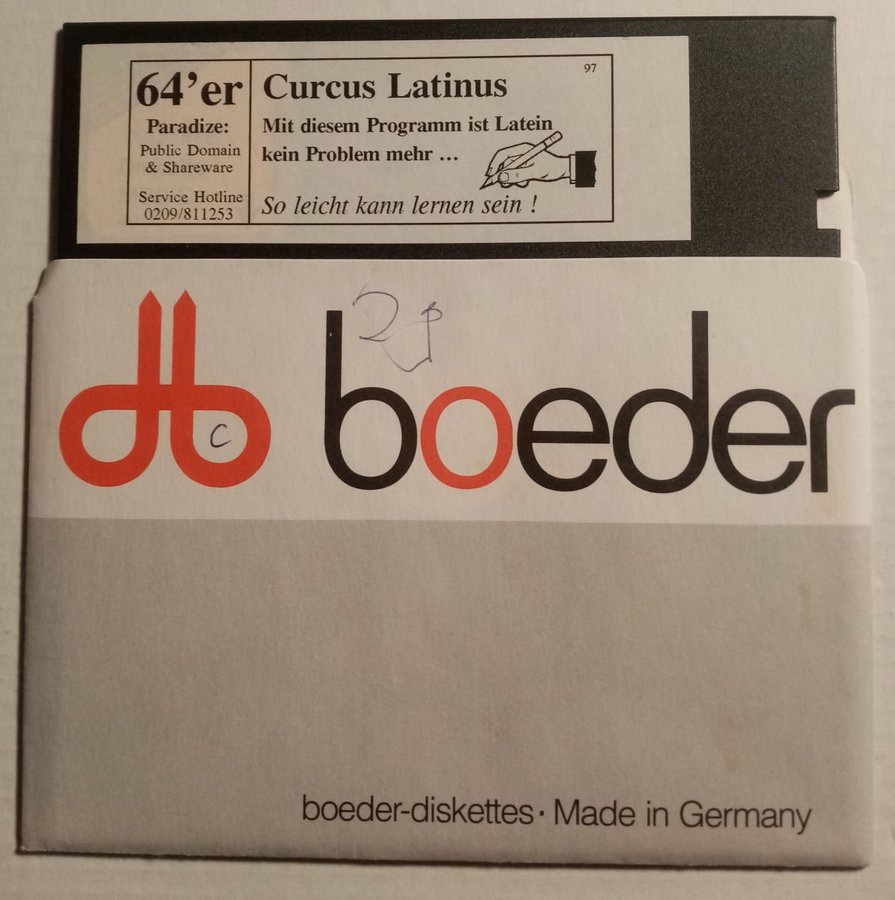 64'er
Paradize:
Public Domain
& Shareware
Service Hotline
0209/811253
Curcus Latinus
97
Mit diesem Programm ist Latein
kein Problem mehr ...
So leicht kann lernen sein !
c
boeder
boeder-diskettes · Made in Germany